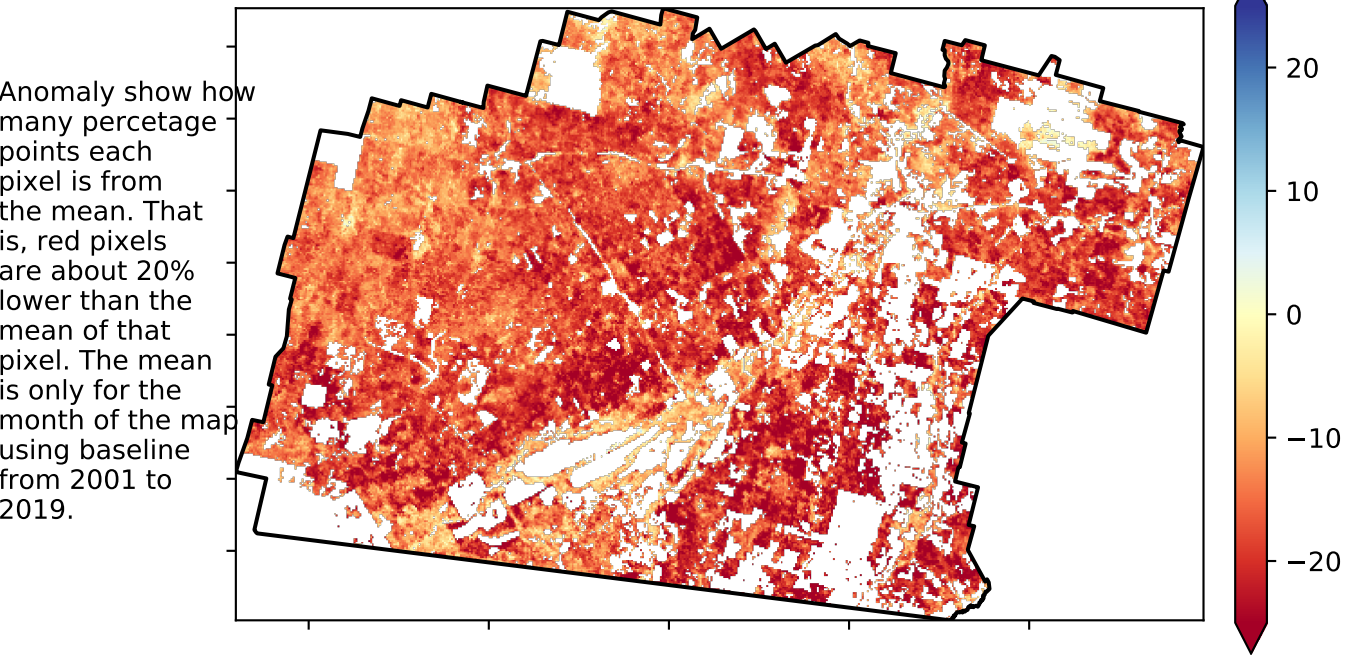 Anomaly show how
many percetage
points each
pixel is from
the mean. That
is, red pixels
are about 20%
lower than the
mean of that
pixel. The mean
is only for the
month of the map
using baseline
from 2001 to
2019.
20
10
0
−10
−20